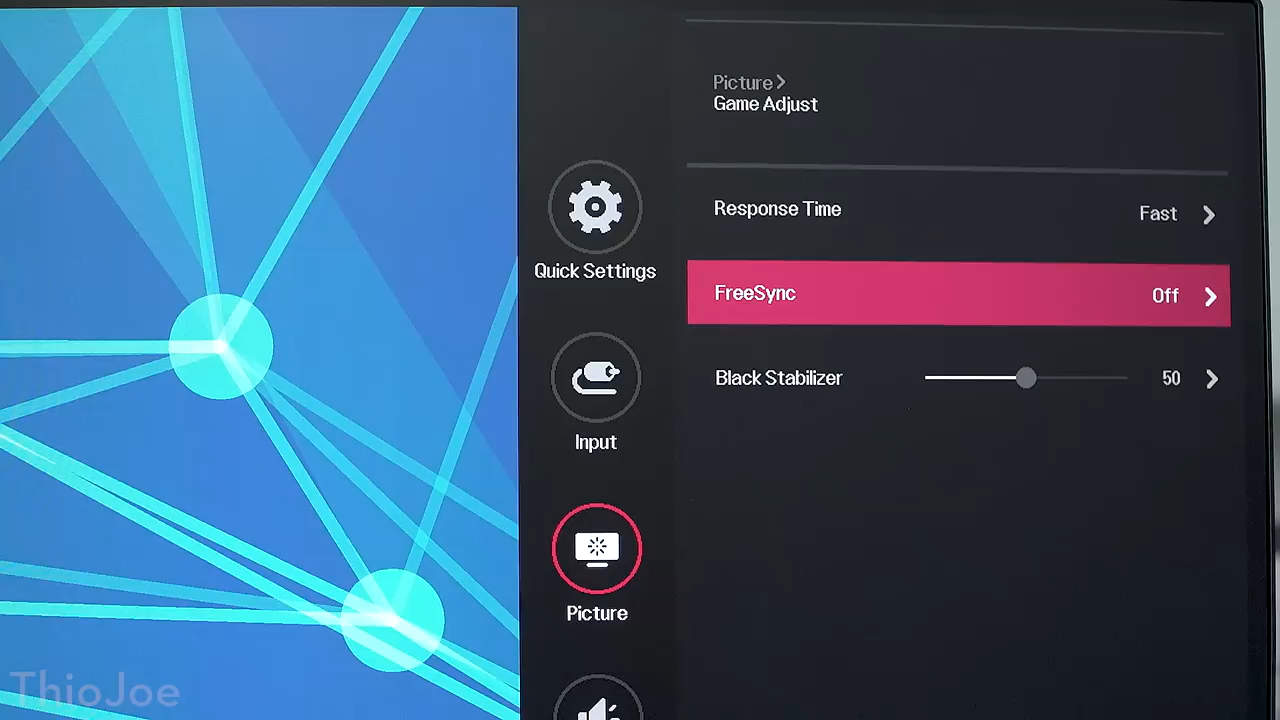 Picture>
Game Adjust
Quick Settings
Input
Picture
Response Time
Fast
FreeSync
Off
Black Stabilizer
50
ThioJoe